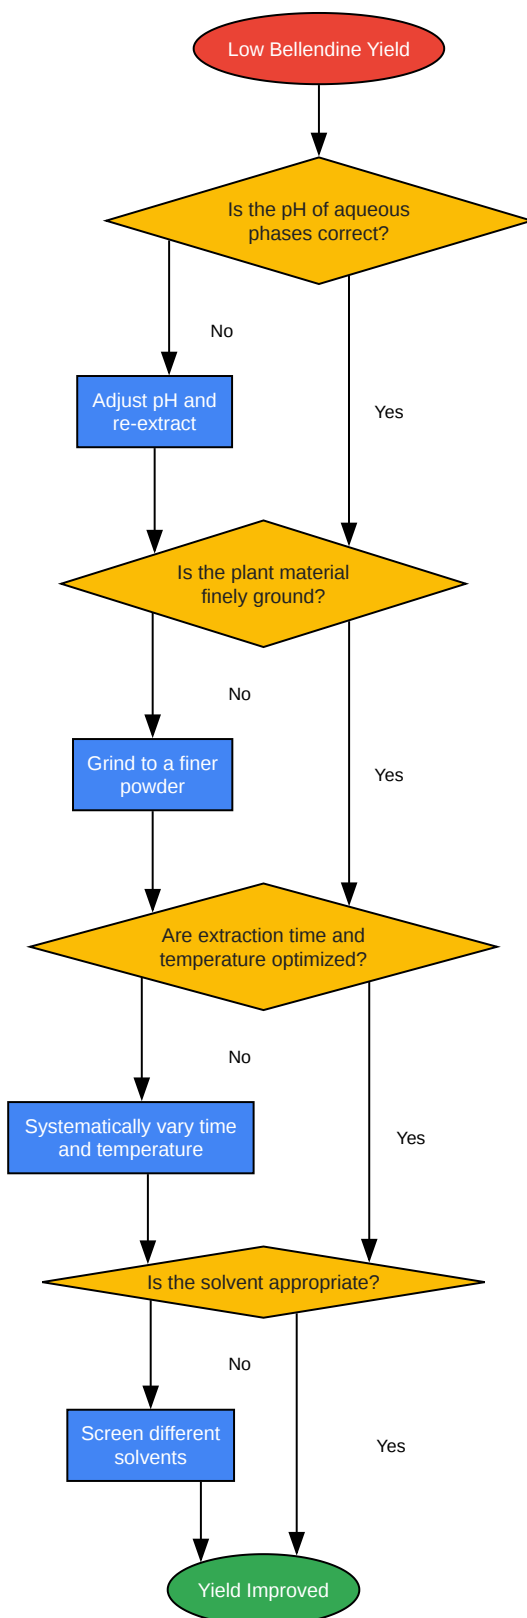 Low Bellendine Yield
Is the pH of aqueous
phases correct?
No
Adjust pH and
re-extract
Yes
Is the plant material
finely ground?
No
Grind to a finer
powder
Yes
Are extraction time and
temperature optimized?
No
Systematically vary time
and temperature
Yes
Is the solvent appropriate?
No
Screen different
solvents
Yes
Yield Improved